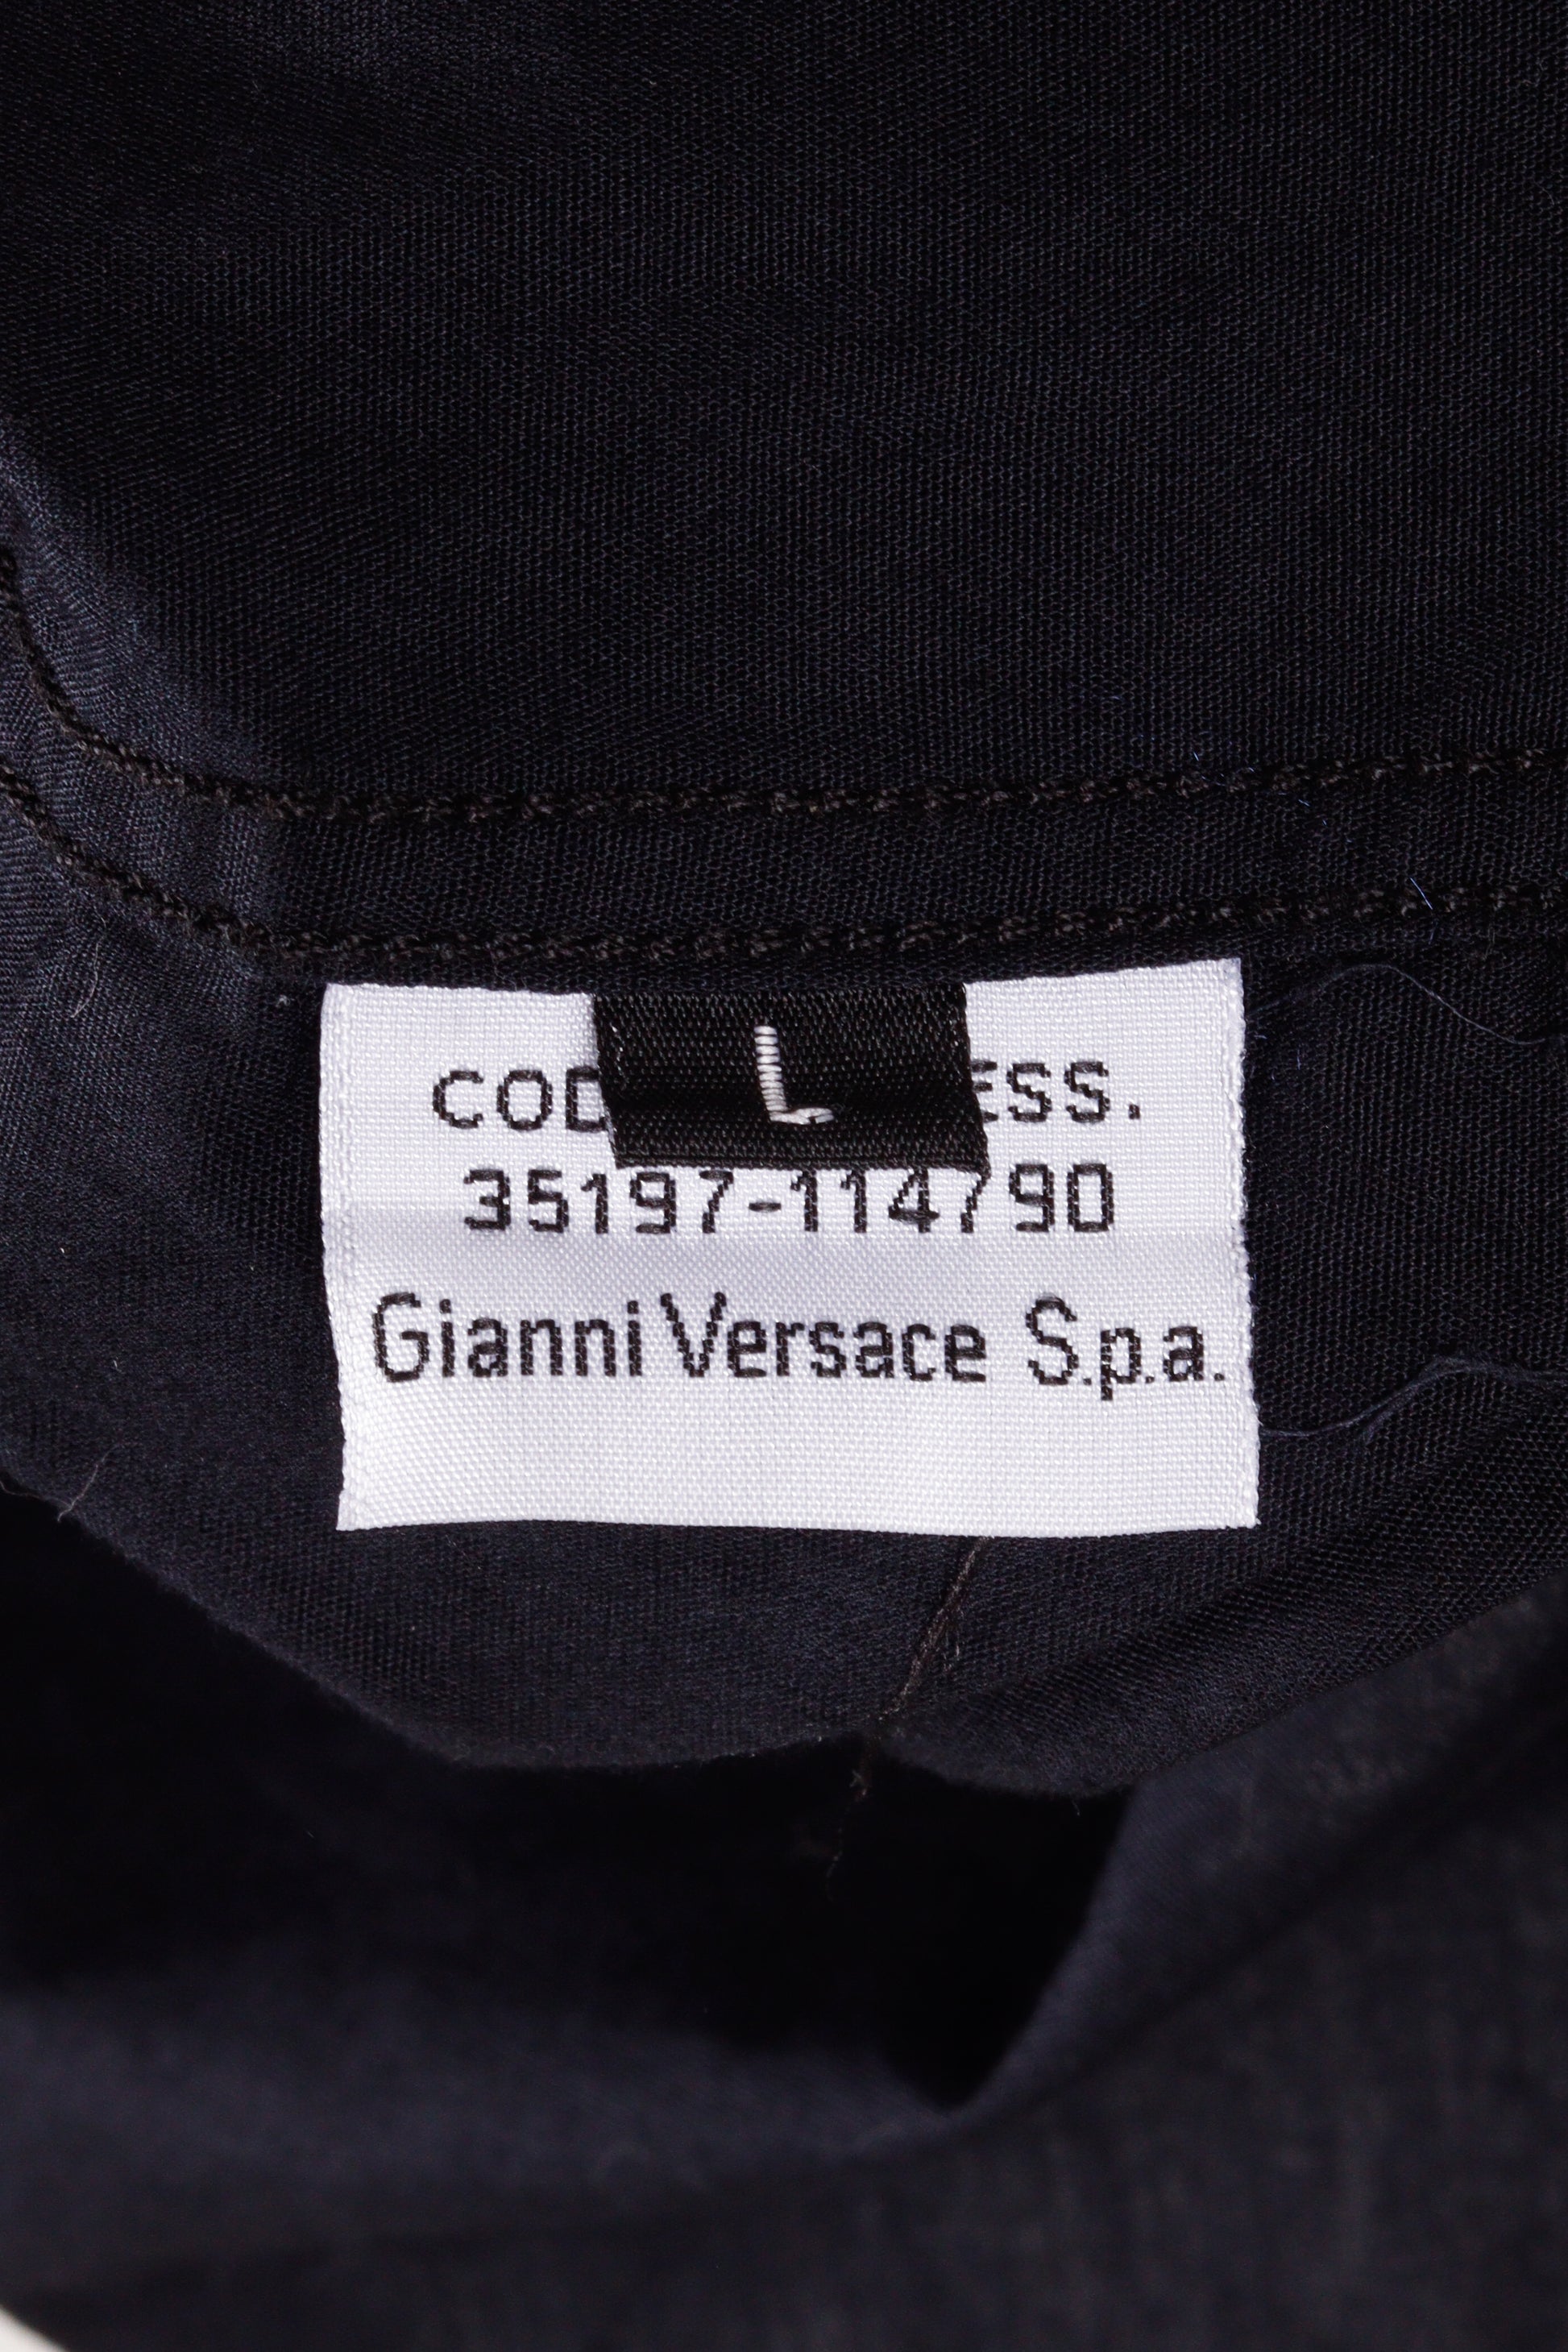 L
COD ESS.
35197-114790
Gianni Versace S.p.a.